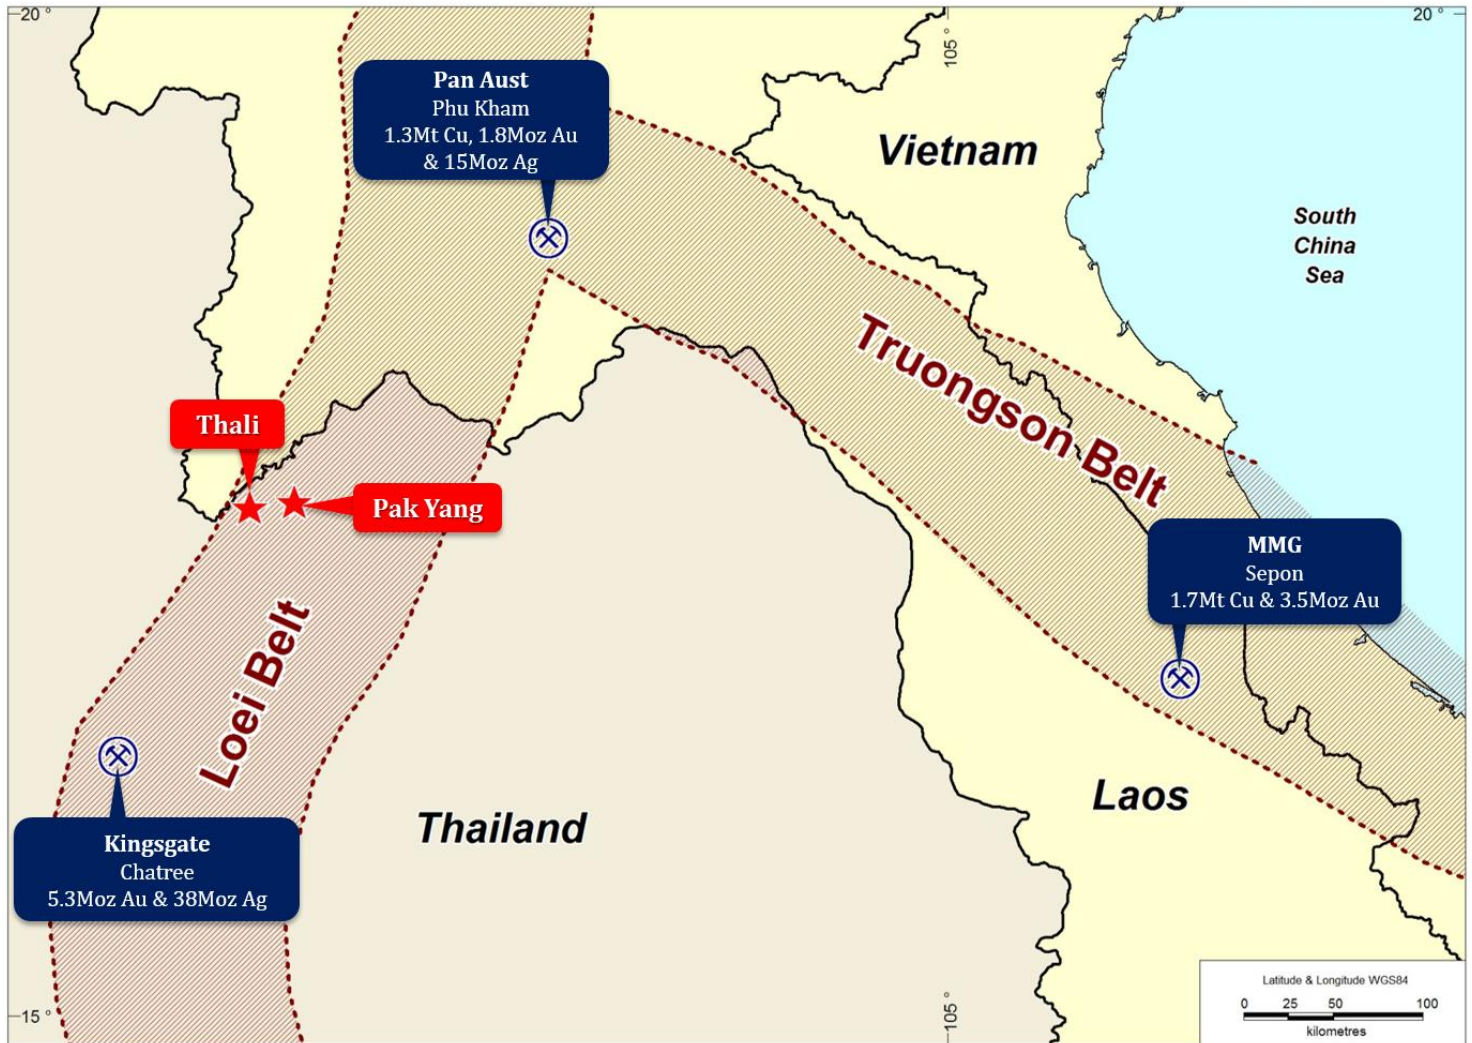 20 °
105 °
20 °
Pan Aust
Phu Kham
1.3Mt Cu, 1.8Moz Au
& 15Moz Ag
Vietnam
South
China
Sea
Truongson Belt
Thali
Pak Yang
MMG
Sepon
1.7Mt Cu & 3.5Moz Au
Loei Belt
Laos
Thailand
Kingsgate
Chatree
5.3Moz Au & 38Moz Ag
15 °
105 °
Latitude & Longitude WGS84
0 25 50 100
kilometres